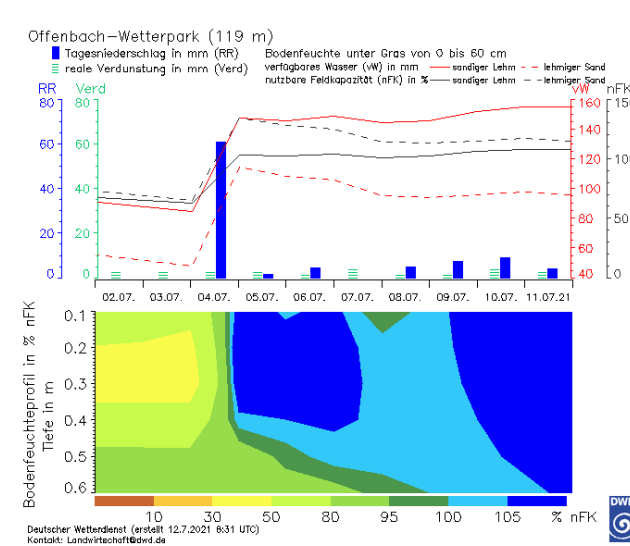 Offenbach-Wetterpark (119 m)
Tagesniederschlag in mm (RR)
reale Verdunstung in mm (Verd)
Bodenfeuchte unter Gras von 0 bis 60 cm
verfügbares Wasser (vW) in mm sandiger Lehm lehmiger Sand
nutzbare Feldkapazität (nFK) in % sandiger Lehm lehmiger Sand
RR Verd vW nFK
80 80 160 150
60 60 140
120 100
40 40 100
20 20 80 50
60
0 0 40 0
02.07. 03.07. 04.07. 05.07. 06.07. 07.07. 08.07. 09.07. 10.07. 11.07.21
Bodenfeuchteprofil in % nFK
Tiefe in m
0.1
0.2
0.3
0.4
0.5
0.6
10 30 50 80 95 100 105 % nFK
Deutscher Wetterdienst (erstellt 12.7.2021 8:31 UTC)
Kontakt: Landwirtschaft@dwd.de
DWD